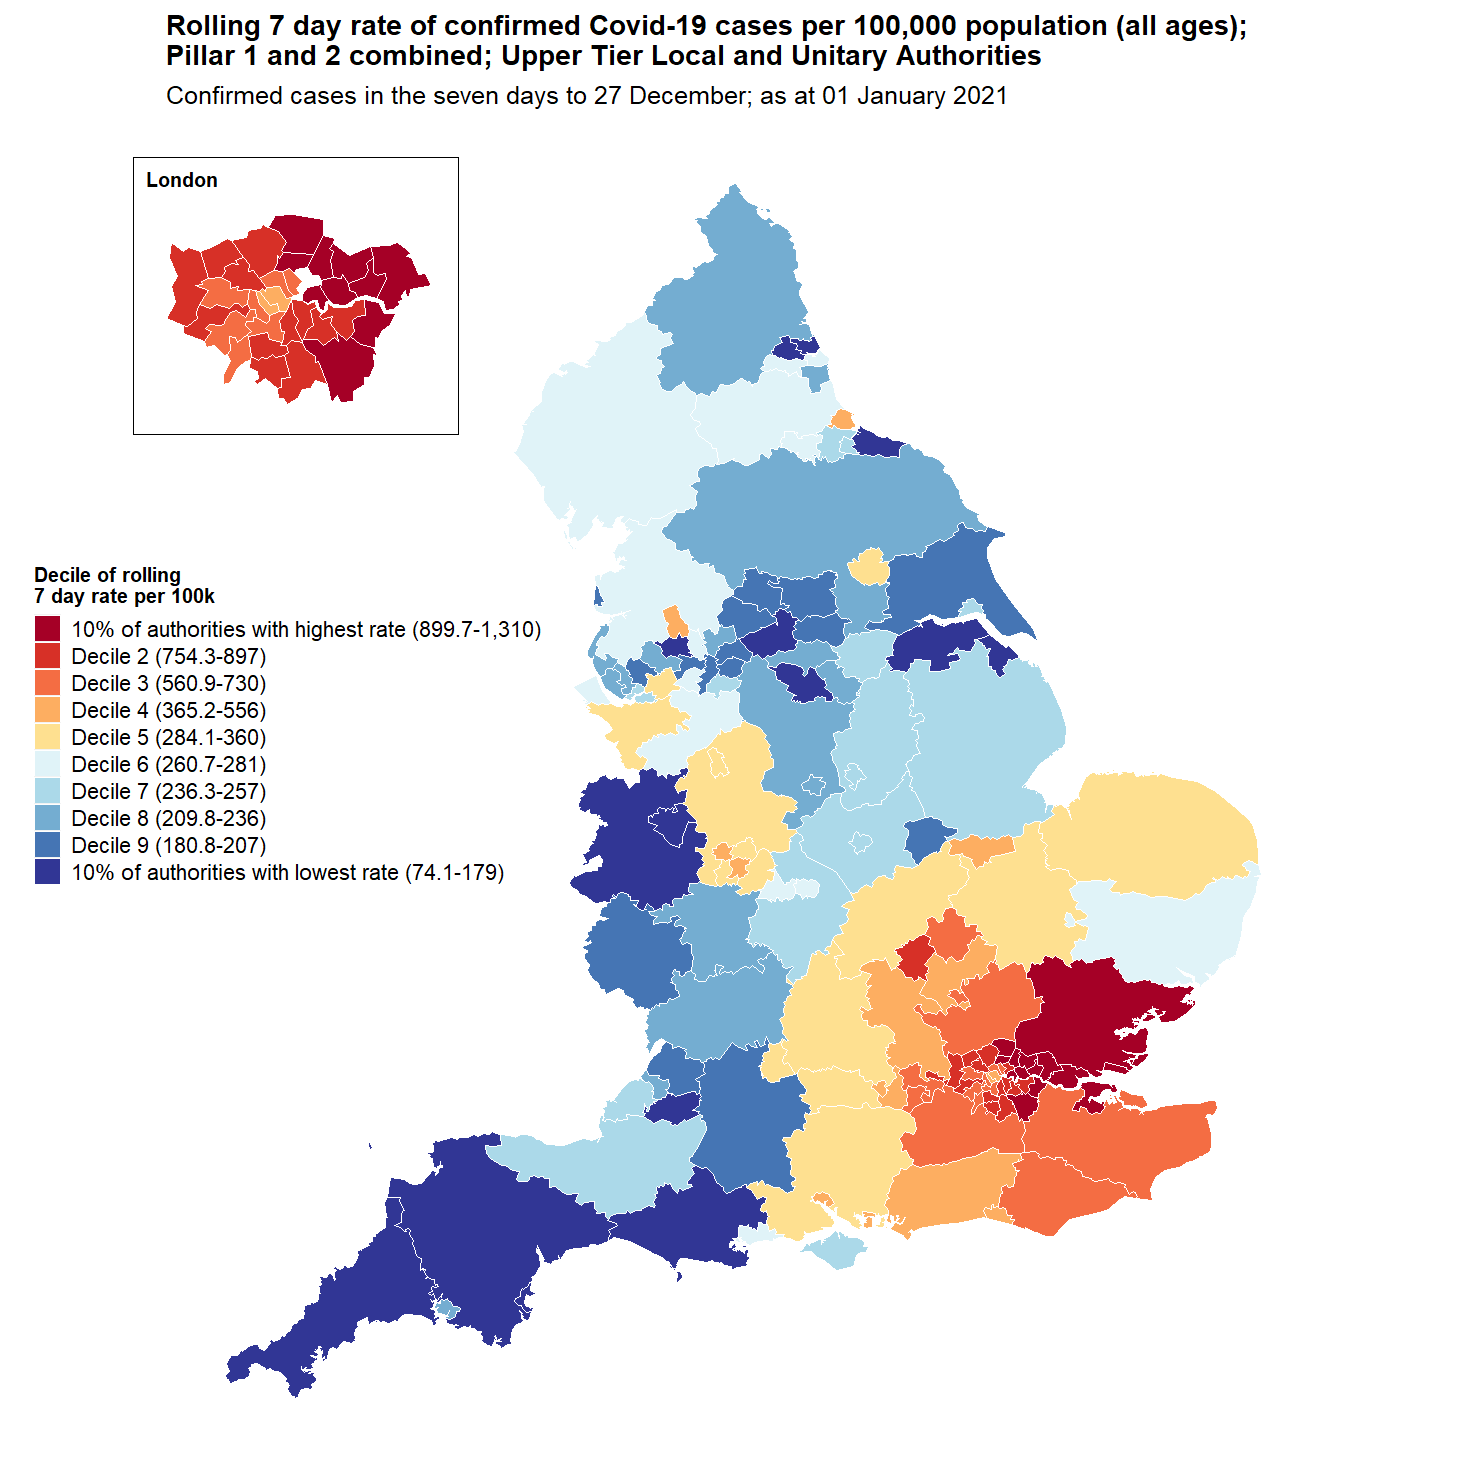 Rolling 7 day rate of confirmed Covid-19 cases per 100,000 population (all ages);
Pillar 1 and 2 combined; Upper Tier Local and Unitary Authorities
Confirmed cases in the seven days to 27 December; as at 01 January 2021
London
Decile of rolling
7 day rate per 100k
10% of authorities with highest rate (899.7-1,310)
Decile 2 (754.3-897)
Decile 3 (560.9-730)
Decile 4 (365.2-556)
Decile 5 (284.1-360)
Decile 6 (260.7-281)
Decile 7 (236.3-257)
Decile 8 (209.8-236)
Decile 9 (180.8-207)
10% of authorities with lowest rate (74.1-179)